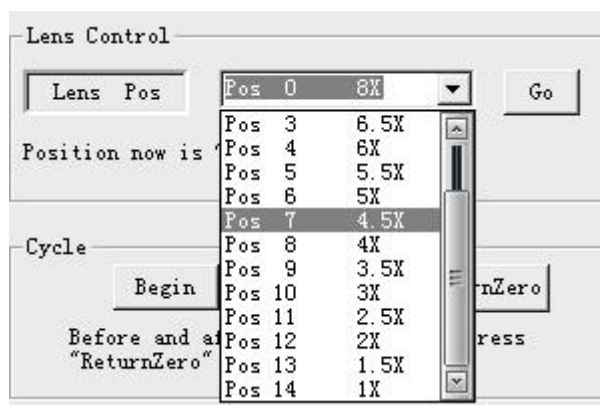 Lens Control
Lens Pos
Pos 0 8X
Go
Position now is "
Pos 3 6.5X
Pos 4 6X
Pos 5 5.5X
Pos 6 5X
Pos 7 4.5X
Pos 8 4X
Pos 9 3.5X
Pos 10 3X
Pos 11 2.5X
Pos 12 2X
Pos 13 1.5X
Pos 14 1X
Cycle
Begin
rnZero
Before and a
ress
"ReturnZero"